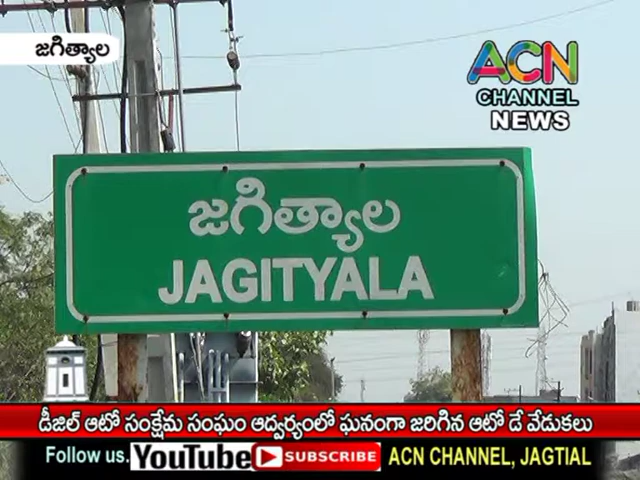 జగిత్యాల
ACN
CHANNEL
NEWS
జగిత్యాల
JAGITYALA
డీజిల్ ఆటో సంక్షేమ సంఘం ఆధ్వర్యంలో ఘనంగా జరిగిన ఆటో డే వేడుకలు
Follow us. YouTube SUBSCRIBE ACN CHANNEL, JAGTIAL